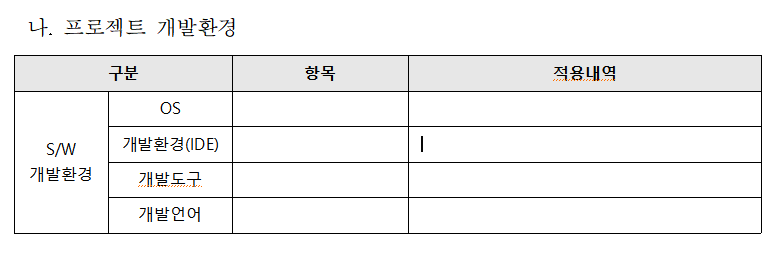 나. 프로젝트 개발환경
구분 항목 적용내역
S/W
개발환경
OS
개발환경(IDE)
개발도구
개발언어